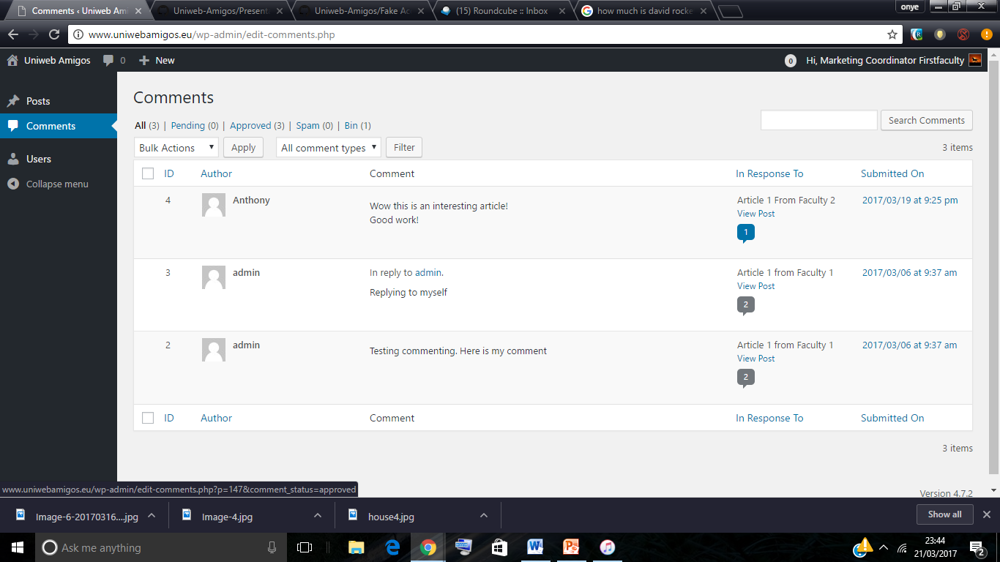 Comments ‹ Uniweb Ami
Uniweb-Amigos/Presenta
Uniweb-Amigos/Fake Ac
(15) Roundcube :: Inbox
how much is david rocke
onye
www.uniwebamigos.eu/wp-admin/edit-comments.php
Uniweb Amigos
0
New
0
Hi, Marketing Coordinator Firstfaculty
Posts
Comments
Users
Collapse menu
Comments
All (3) | Pending (0) | Approved (3) | Spam (0) | Bin (1)
Search Comments
Bulk Actions
Apply
All comment types
Filter
3 items
ID Author Comment In Response To Submitted On
4 Anthony
Wow this is an interesting article!
Good work!
Article 1 From Faculty 2
View Post
1
2017/03/19 at 9:25 pm
3 admin
In reply to admin.
Replying to myself
Article 1 from Faculty 1
View Post
2
2017/03/06 at 9:37 am
2 admin
Testing commenting. Here is my comment
Article 1 from Faculty 1
View Post
2
2017/03/06 at 9:37 am
ID Author Comment In Response To Submitted On
3 items
www.uniwebamigos.eu/wp-admin/edit-comments.php?p=147&comment_status=approved
Version 4.7.2
Image-6-20170316....jpg
Image-4.jpg
house4.jpg
Show all
Ask me anything
23:44
21/03/2017
2